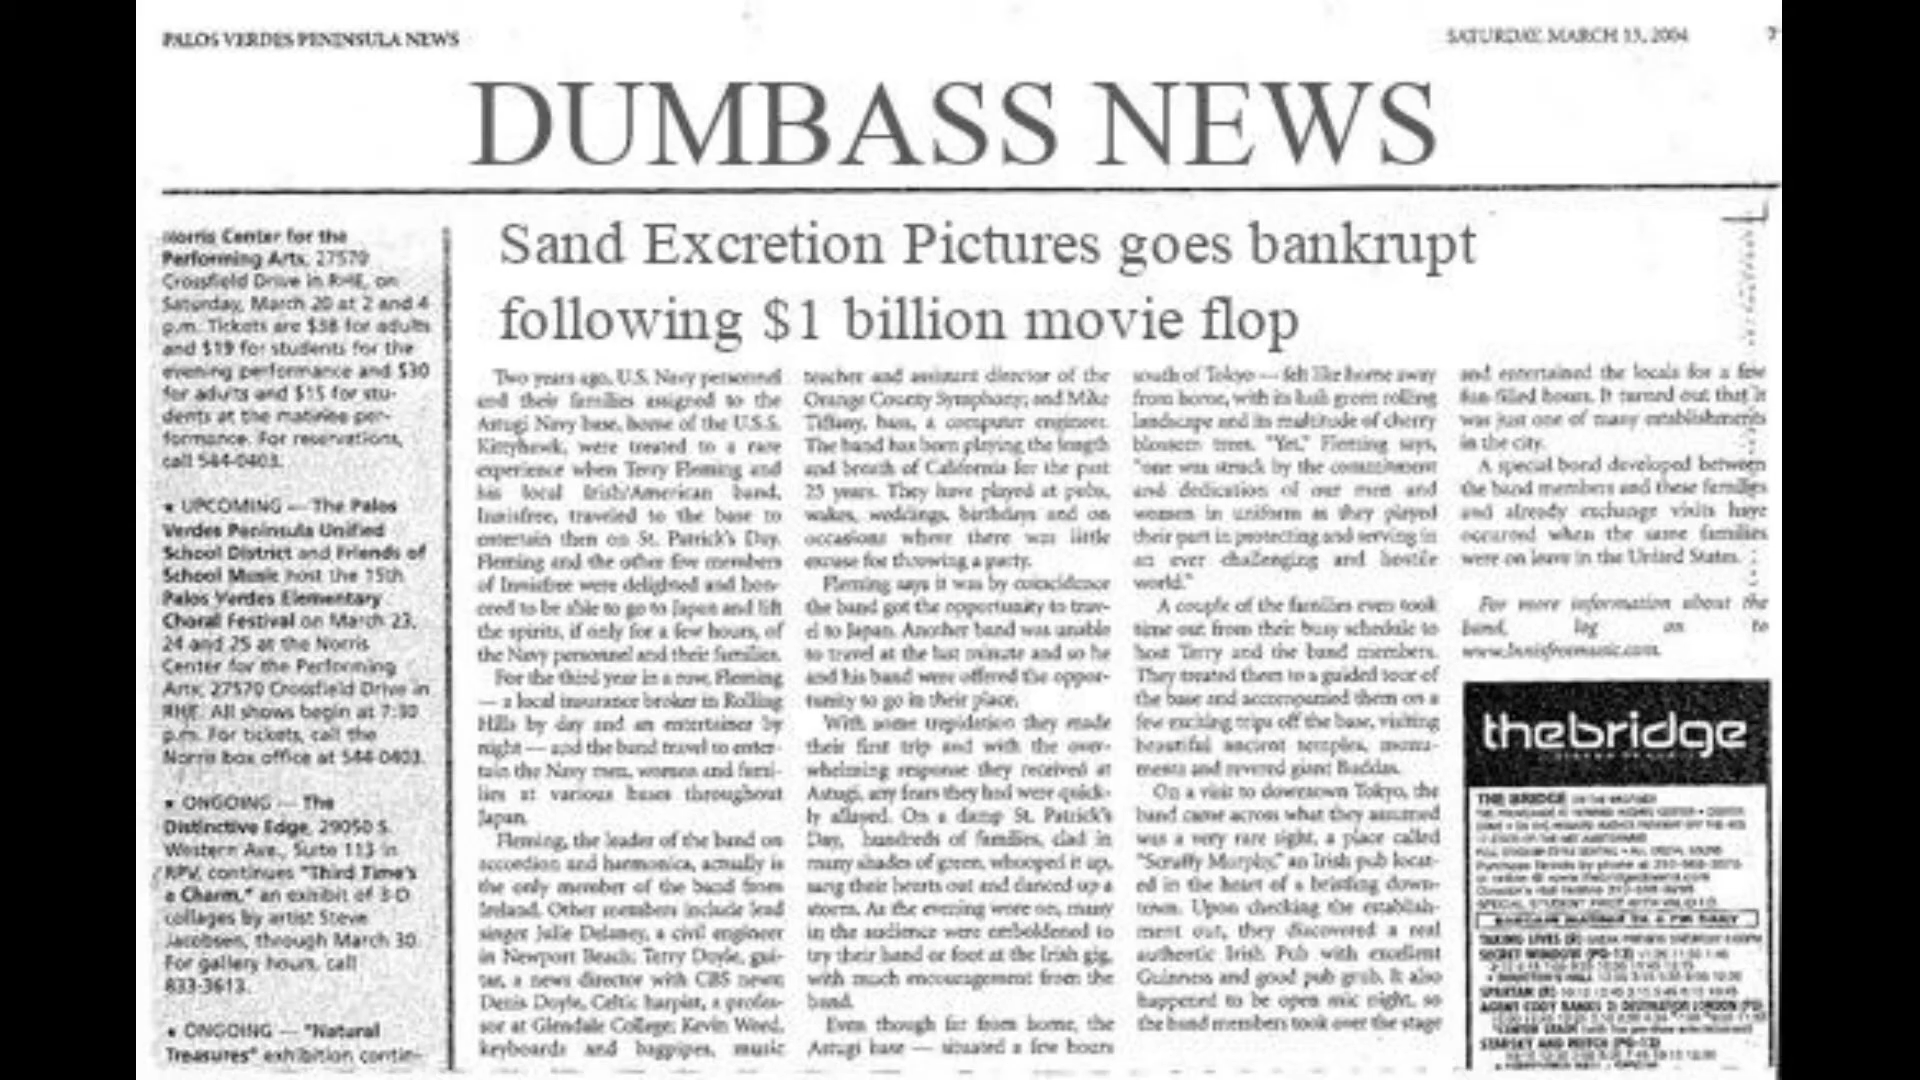 PALOS VERDES PENINSULA NEWS
SATURDAY, MARCH 13, 2004 7
DUMBASS NEWS
Norris Center for the
Performing Arts, 27570
Crossfield Drive in RHE, on
Saturday, March 20 at 2 and 4
p.m. Tickets are $38 for adults
and $19 for students for the
evening performance and $30
for adults and $15 for stu-
dents at the matinee per-
formance. For reservations,
call 544-0403.
• UPCOMING — The Palos
Verdes Peninsula Unified
School District and Friends of
School Music host the 15th
Palos Verdes Elementary
Choral Festival on March 23,
24 and 25 at the Norris
Center for the Performing
Arts, 27570 Crossfield Drive in
RHE. All shows begin at 7:30
p.m. For tickets, call the
Norris box office at 544-0403.
• ONGOING — The
Distinctive Edge, 29050 S.
Western Ave., Suite 113 in
RPV, continues "Third Time's
a Charm," an exhibit of 3-D
collages by artist Steve
Jacobsen, through March 30.
For gallery hours, call
833-3613.
• ONGOING — "Natural
Treasures" exhibition contin-
Sand Excretion Pictures goes bankrupt
following $1 billion movie flop
Two years ago, U.S. Navy personnel
and their families assigned to the
Astugi Navy base, home of the U.S.S.
Kittyhawk, were treated to a rare
experience when Terry Fleming and
his local Irish/American band,
Innisfree, traveled to the base to
entertain then on St. Patrick's Day.
Fleming and the other five members
of Innisfree were delighted and hon-
ored to be able to go to Japan and lift
the spirits, if only for a few hours, of
the Navy personnel and their families.
For the third year in a row, Fleming
— a local insurance broker in Rolling
Hills by day and an entertainer by
night — and the band travel to enter-
tain the Navy men, women and fami-
lies at various bases throughout
Japan.
Fleming, the leader of the band on
accordion and harmonica, actually is
the only member of the band from
Ireland. Other members include lead
singer Julie Delaney, a civil engineer
in Newport Beach; Terry Doyle, gui-
tar, a news director with CBS news;
Denis Doyle, Celtic harpist, a profes-
sor at Glendale College; Kevin Weed,
keyboards and bagpipes, music
teacher and assistant director of the
Orange County Symphony; and Mike
Tiffany, bass, a computer engineer.
The band has been playing the length
and breath of California for the past
25 years. They have played at pubs,
wakes, weddings, birthdays and on
occasions where there was little
excuse for throwing a party.
Fleming says it was by coincidence
the band got the opportunity to trav-
el to Japan. Another band was unable
to travel at the last minute and so he
and his band were offered the oppor-
tunity to go in their place.
With some trepidation they made
their first trip and with the over-
whelming response they received at
Astugi, any fears they had were quick-
ly allayed. On a damp St. Patrick's
Day, hundreds of families, clad in
many shades of green, whooped it up,
sang their hearts out and danced up a
storm. As the evening wore on, many
in the audience were emboldened to
try their hand or foot at the Irish gig,
with much encouragement from the
band.
Even though far from home, the
Astugi base — situated a few hours
south of Tokyo — felt like home away
from home, with its lush green rolling
landscape and its multitude of cherry
blossom trees. "Yet," Fleming says,
"one was struck by the commitment
and dedication of our men and
women in uniform as they played
their part in protecting and serving in
an ever challenging and hostile
world."
A couple of the families even took
time out from their busy schedule to
host Terry and the band members.
They treated them to a guided tour of
the base and accompanied them on a
few exciting trips off the base, visiting
beautiful ancient temples, monu-
ments and revered giant Buddas.
On a visit to downtown Tokyo, the
band came across what they assumed
was a very rare sight, a place called
"Scruffy Murphy," an Irish pub locat-
ed in the heart of a bristling down-
town. Upon checking the establish-
ment out, they discovered a real
authentic Irish Pub with excellent
Guinness and good pub grub. It also
happened to be open mic night, so
the band members took over the stage
and entertained the locals for a few
fun filled hours. It turned out that it
was just one of many establishments
in the city.
A special bond developed between
the band members and these families
and already exchange visits have
occurred when the same families
were on leave in the United States.
For more information about the
band, log on to
www.innisfreemusic.com.
thebridge
THE BRIDGE
BARGAIN MATINEE TIL 6 PM DAILY
TAKING LIVES (R)
SECRET WINDOW (PG-13)
SPARTAN (R)
AGENT CODY BANKS 2: DESTINATION LONDON (PG)
STARSKY AND HUTCH (PG-13)